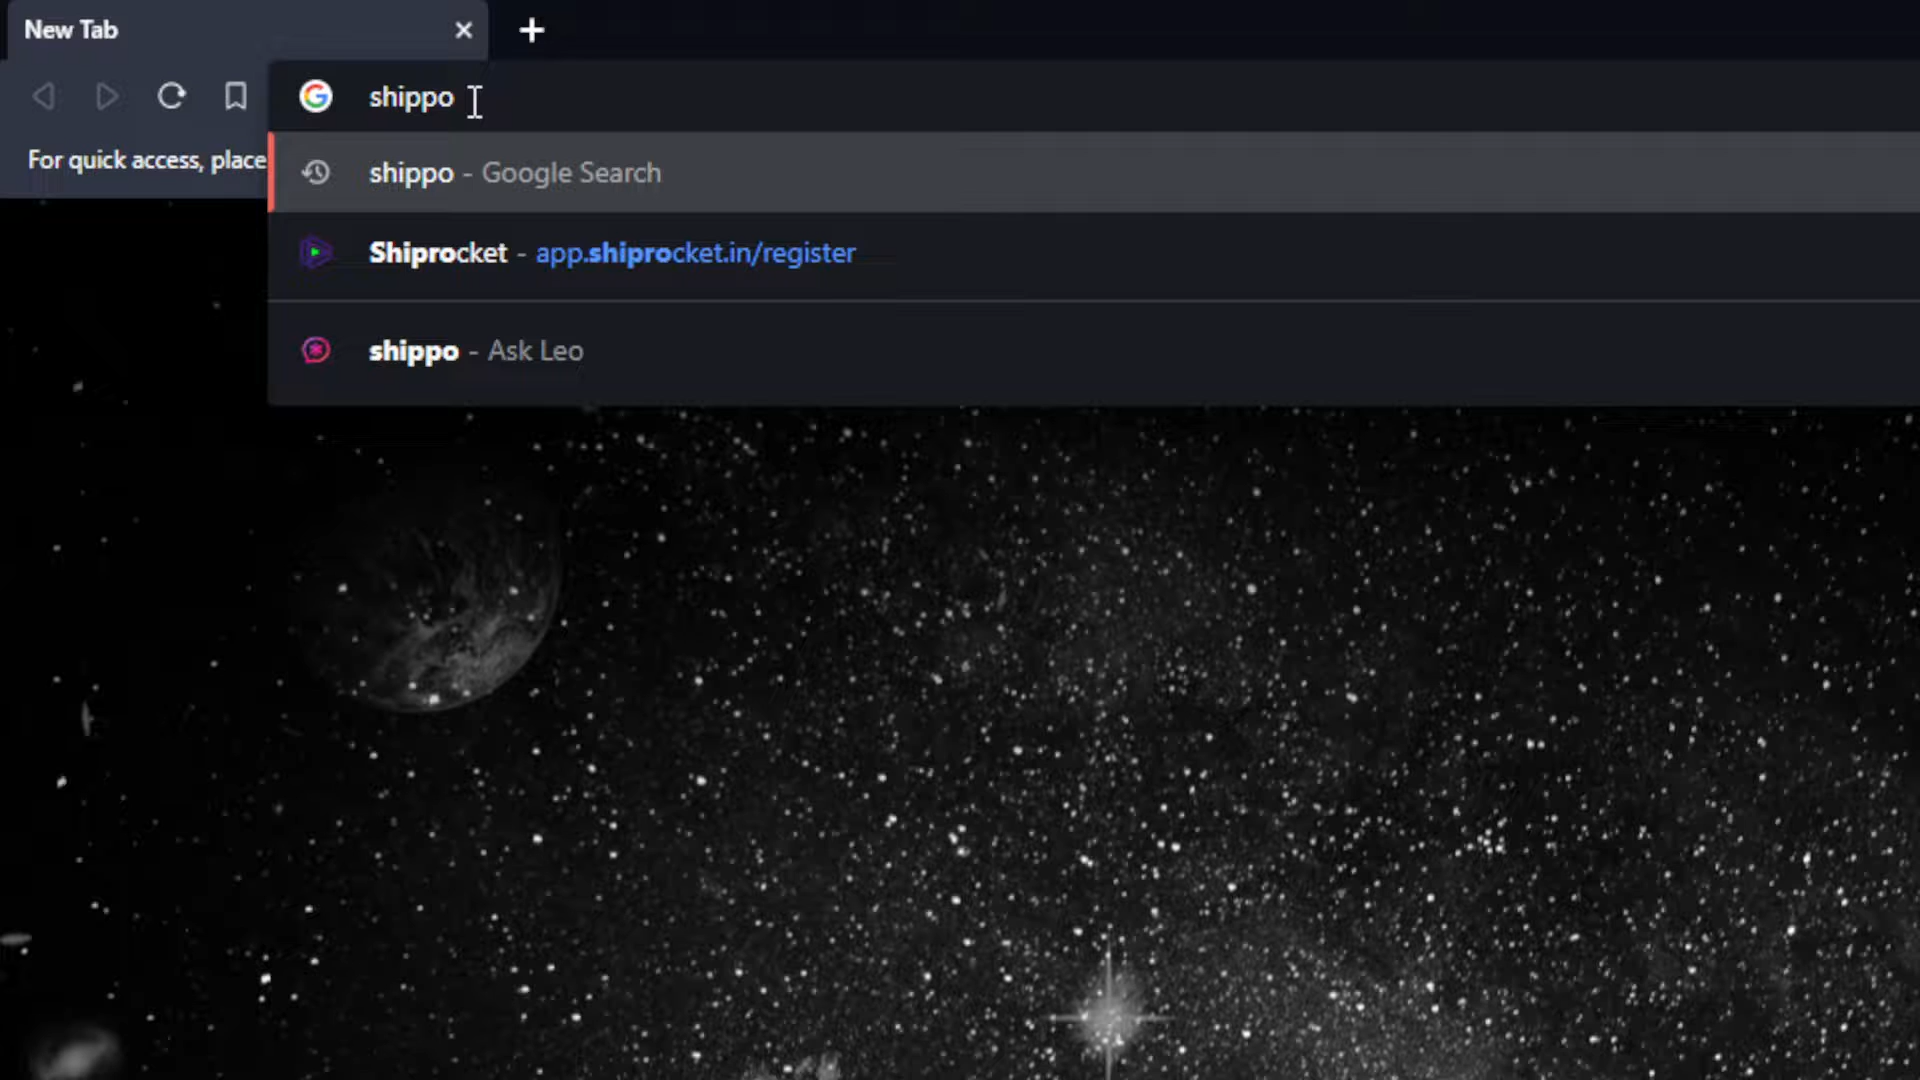 New Tab
shippo
For quick access, place
shippo - Google Search
Shiprocket - app.shiprocket.in/register
shippo - Ask Leo